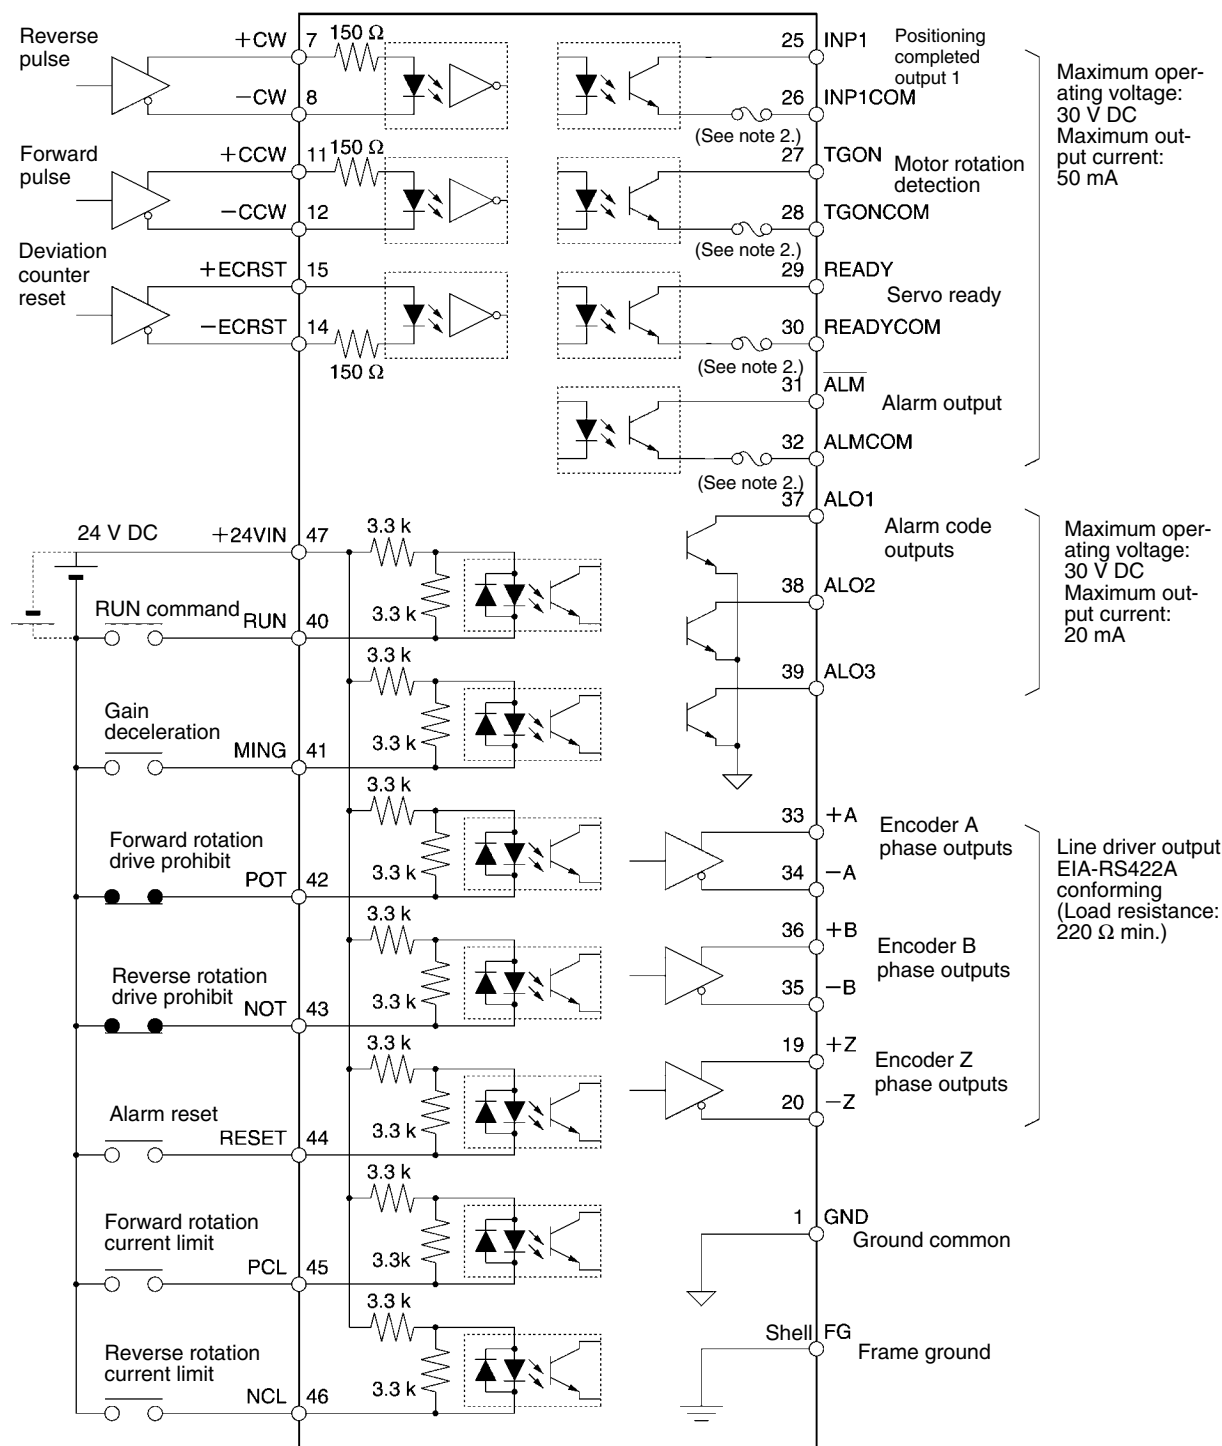 Reverse
pulse
+CW 7 150 Ω
−CW 8
Forward
pulse
+CCW 11 150 Ω
−CCW 12
Deviation
counter
reset
+ECRST 15
−ECRST 14
150 Ω
25 INP1
Positioning
completed
output 1
26 INP1COM
(See note 2.)
27 TGON
Motor rotation
detection
28 TGONCOM
(See note 2.)
29 READY
Servo ready
30 READYCOM
(See note 2.)
31 ALM
Alarm output
32 ALMCOM
(See note 2.)
Maximum oper-
ating voltage:
30 V DC
Maximum out-
put current:
50 mA
24 V DC
+24VIN 47
3.3 k
3.3 k
RUN command
RUN 40
3.3 k
3.3 k
Gain
deceleration
MING 41
3.3 k
3.3 k
Forward rotation
drive prohibit
POT 42
3.3 k
3.3 k
Reverse rotation
drive prohibit
NOT 43
3.3 k
3.3 k
Alarm reset
RESET 44
3.3 k
3.3k
Forward rotation
current limit
PCL 45
3.3 k
3.3 k
Reverse rotation
current limit
NCL 46
37 ALO1
Alarm code
outputs
38 ALO2
39 ALO3
Maximum oper-
ating voltage:
30 V DC
Maximum out-
put current:
20 mA
33 +A
Encoder A
phase outputs
34 −A
36 +B
Encoder B
phase outputs
35 −B
19 +Z
Encoder Z
phase outputs
20 −Z
Line driver output
EIA-RS422A
conforming
(Load resistance:
220 Ω min.)
1 GND
Ground common
Shell FG
Frame ground